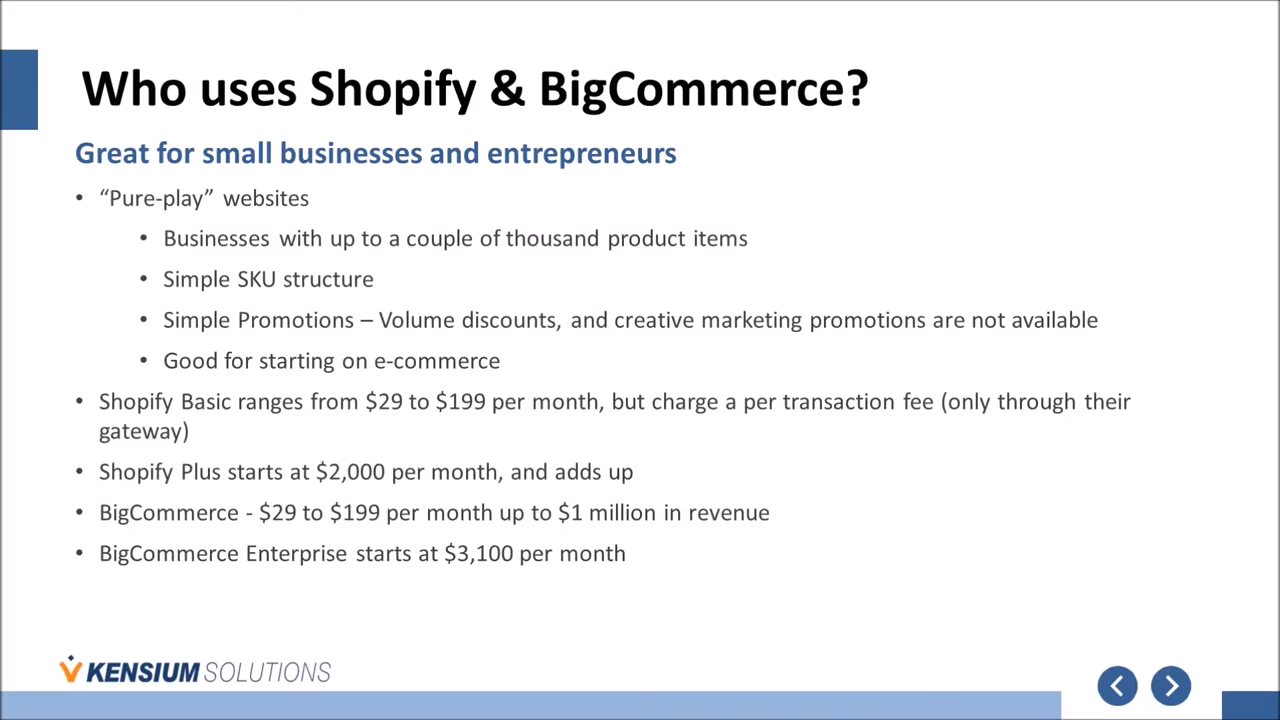 Who uses Shopify & BigCommerce?
Great for small businesses and entrepreneurs
• “Pure-play” websites
• Businesses with up to a couple of thousand product items
• Simple SKU structure
• Simple Promotions – Volume discounts, and creative marketing promotions are not available
• Good for starting on e-commerce
• Shopify Basic ranges from $29 to $199 per month, but charge a per transaction fee (only through their
gateway)
• Shopify Plus starts at $2,000 per month, and adds up
• BigCommerce - $29 to $199 per month up to $1 million in revenue
• BigCommerce Enterprise starts at $3,100 per month
KENSIUM SOLUTIONS